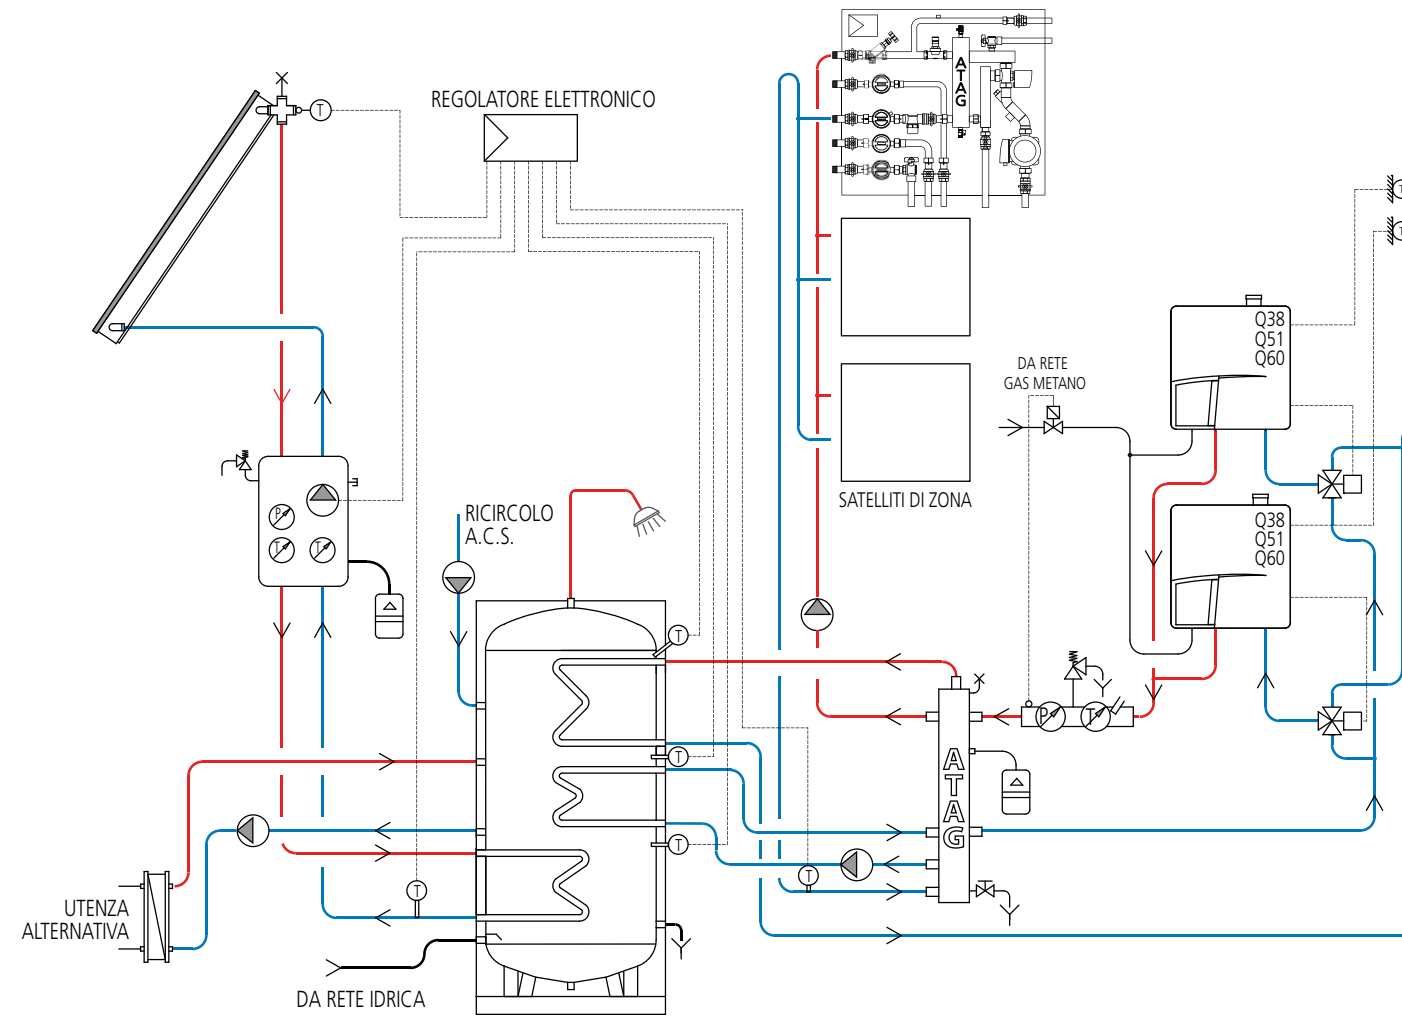 REGOLATORE ELETTRONICO
T
ATAG
T
T
Q38
Q51
Q60
DA RETE
GAS METANO
SATELLITI DI ZONA
RICIRCOLO
A.C.S.
P
T
T
Q38
Q51
Q60
T
P
T
T
ATAG
T
T
T
UTENZA
ALTERNATIVA
DA RETE IDRICA